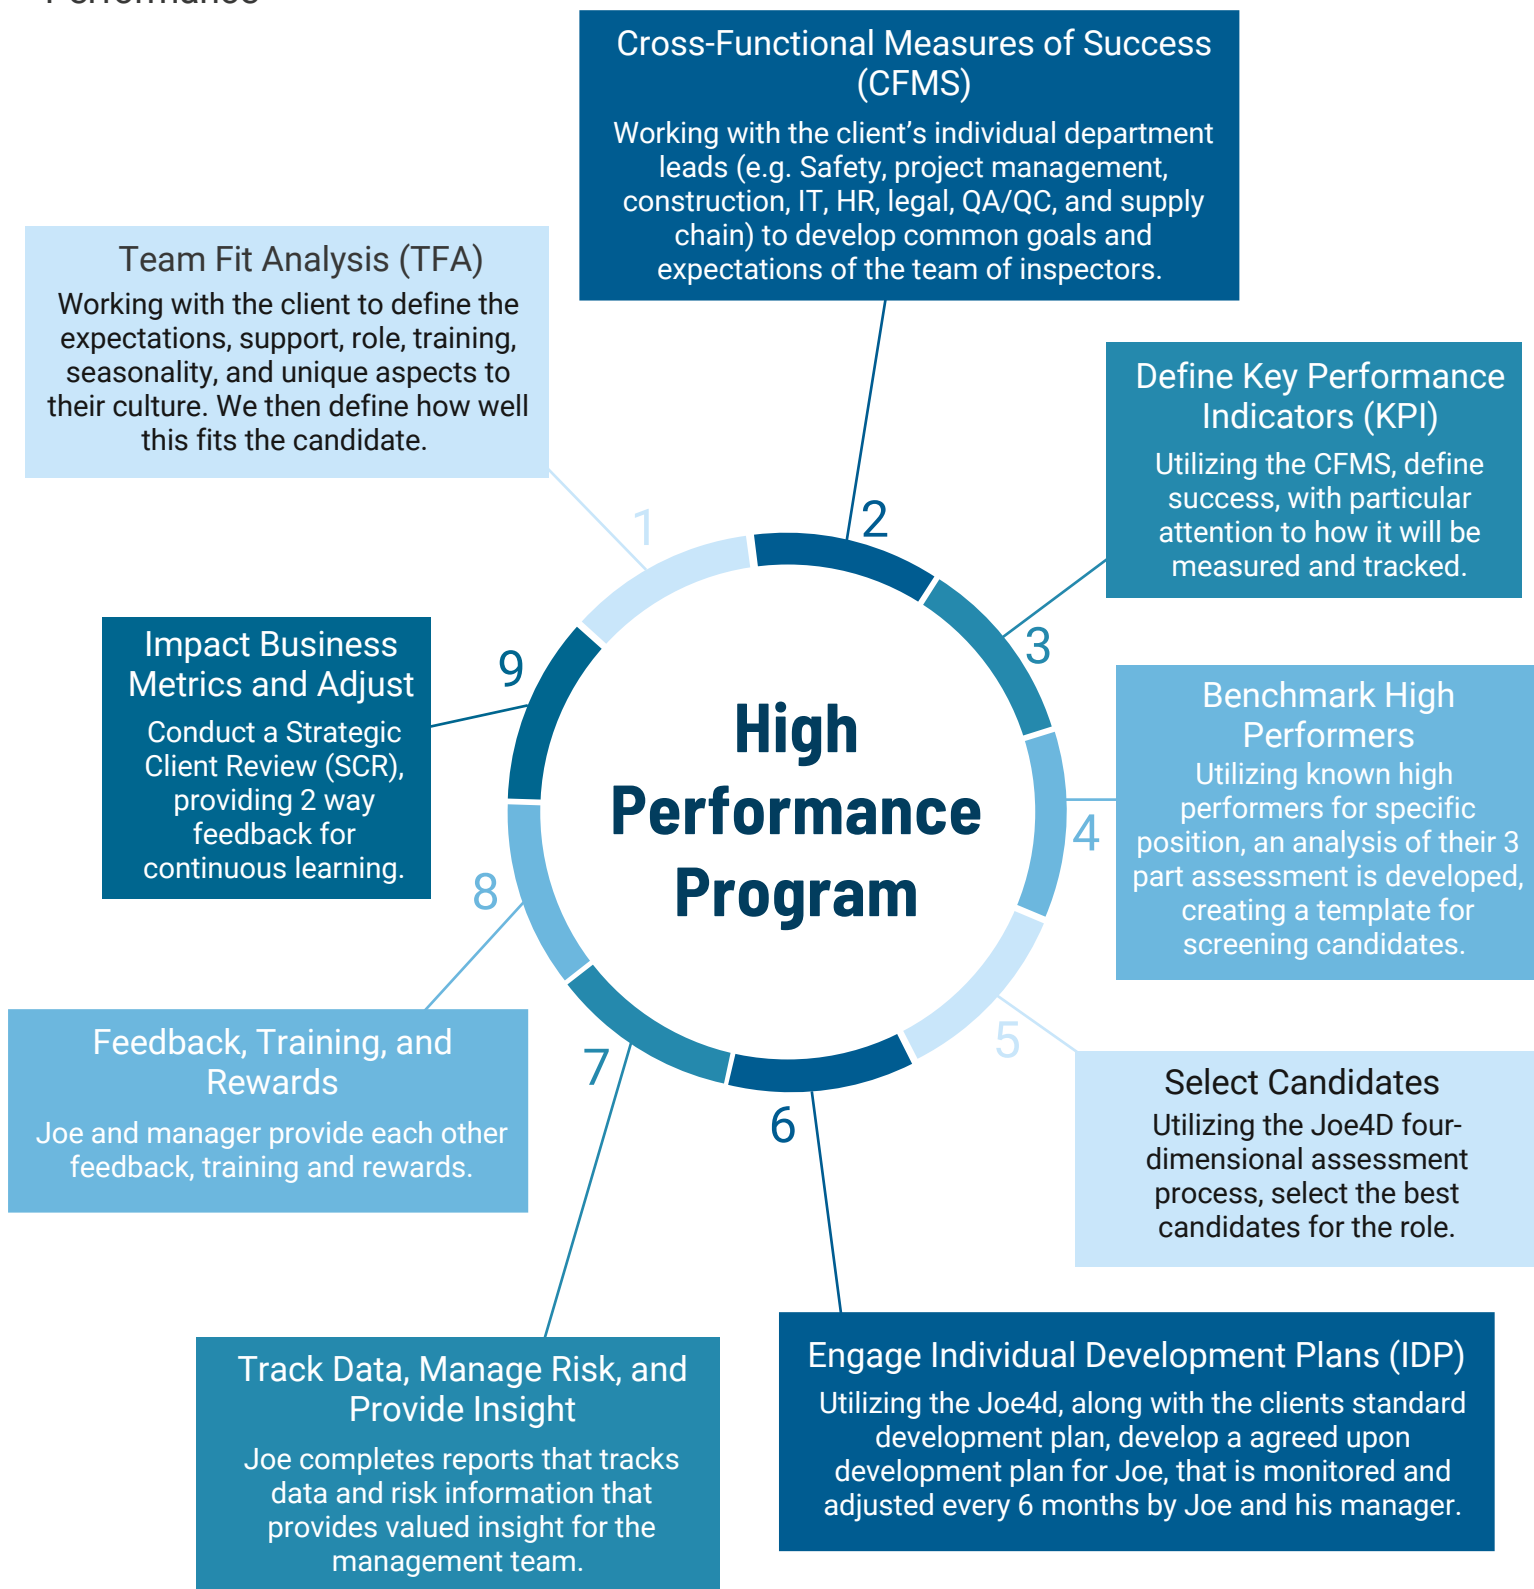 Performance
Cross-Functional Measures of Success
(CFMS)
Working with the client’s individual department
leads (e.g. Safety, project management,
construction, IT, HR, legal, QA/QC, and supply
chain) to develop common goals and
expectations of the team of inspectors.
Team Fit Analysis (TFA)
Working with the client to define the
expectations, support, role, training,
seasonality, and unique aspects to
their culture. We then define how well
this fits the candidate.
Define Key Performance
Indicators (KPI)
Utilizing the CFMS, define
success, with particular
attention to how it will be
measured and tracked.
1
2
3
Impact Business
Metrics and Adjust
Conduct a Strategic
Client Review (SCR),
providing 2 way
feedback for
continuous learning.
9
High
Performance
Program
4
Benchmark High
Performers
Utilizing known high
performers for specific
position, an analysis of their 3
part assessment is developed,
creating a template for
screening candidates.
8
Feedback, Training, and
Rewards
Joe and manager provide each other
feedback, training and rewards.
7
6
5
Select Candidates
Utilizing the Joe4D four-
dimensional assessment
process, select the best
candidates for the role.
Track Data, Manage Risk, and
Provide Insight
Joe completes reports that tracks
data and risk information that
provides valued insight for the
management team.
Engage Individual Development Plans (IDP)
Utilizing the Joe4d, along with the clients standard
development plan, develop a agreed upon
development plan for Joe, that is monitored and
adjusted every 6 months by Joe and his manager.